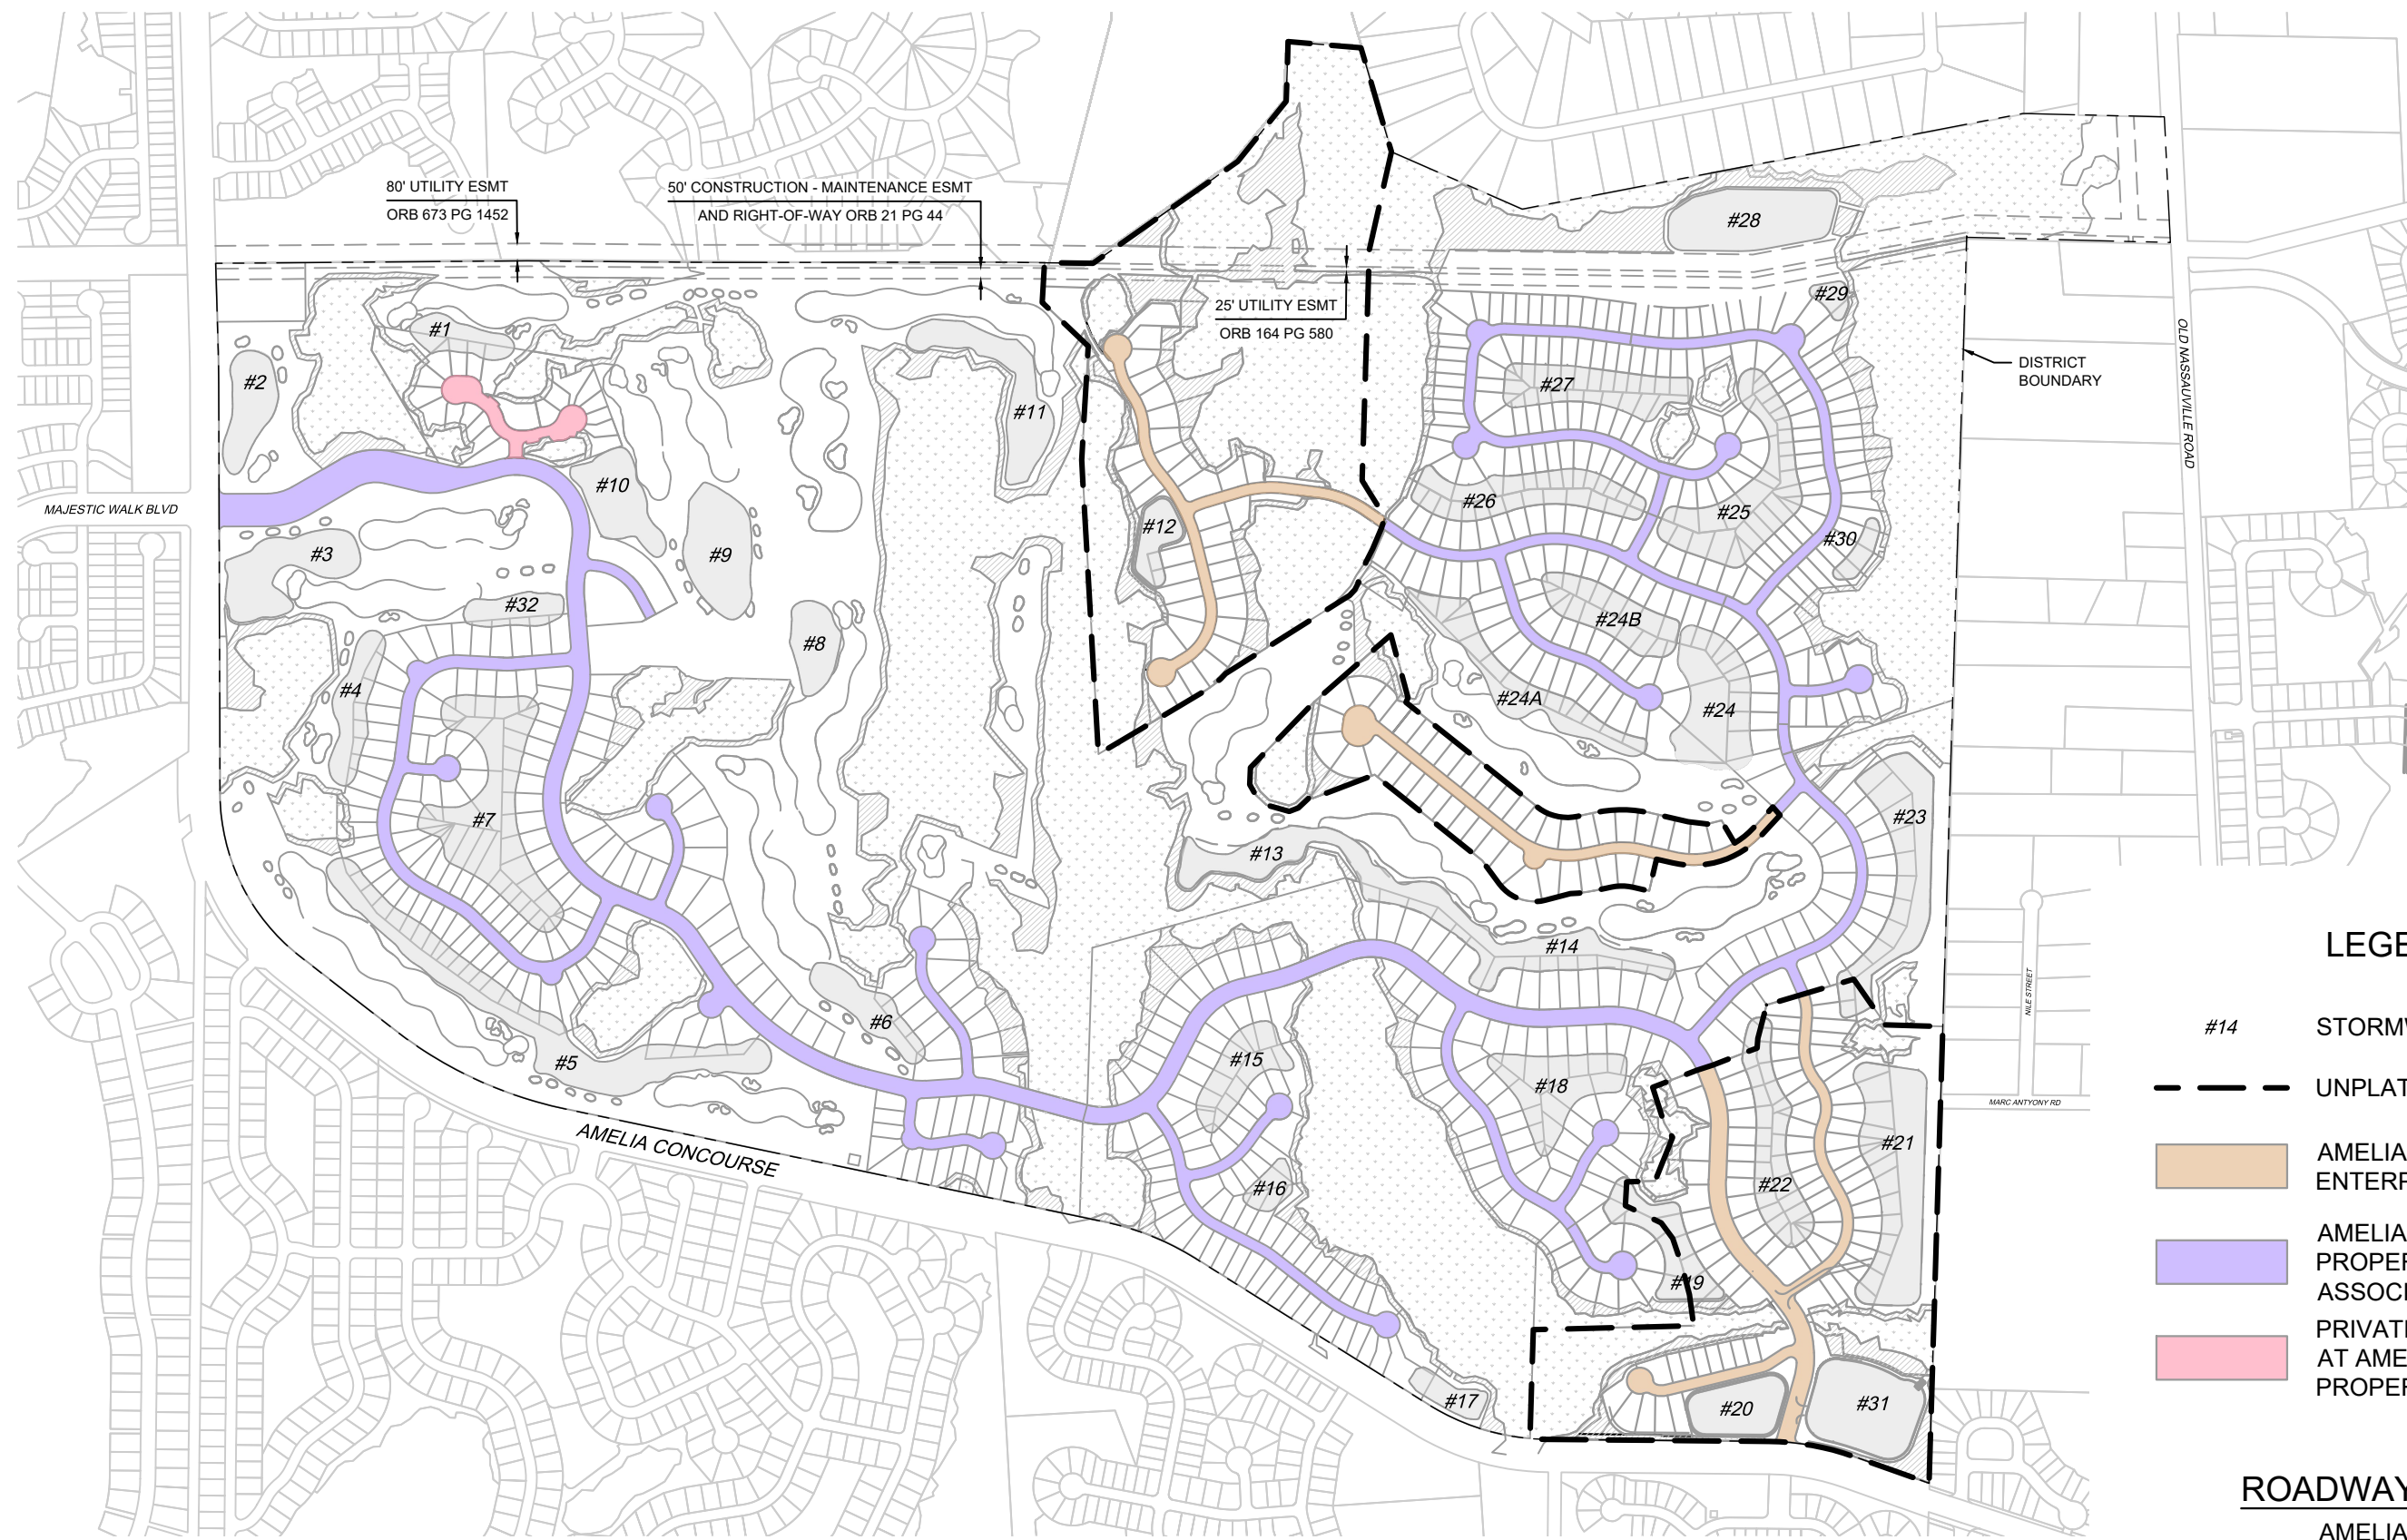 80' UTILITY ESMT
ORB 673 PG 1452
50' CONSTRUCTION - MAINTENANCE ESMT
AND RIGHT-OF-WAY ORB 21 PG 44
25' UTILITY ESMT
ORB 164 PG 580
#28
#29
#1
#2
#27
#11
DISTRICT
BOUNDARY
OLD NASSAUVILLE ROAD
#10
#26
#25
MAJESTIC WALK BLVD
#12
#30
#3
#9
#32
#24B
#8
#4
#24A
#24
#7
#23
#13
#14
#6
#5
#15
#18
NILE STREET
MARC ANTYONY RD
AMELIA CONCOURSE
#21
#16
#22
#19
#17
#20
#31
LEGE
#14
STORMW
UNPLAT
AMELIA
ENTERP
AMELIA
PROPER
ASSOCI
PRIVATE
AT AME
PROPER
ROADWAY
AMELIA